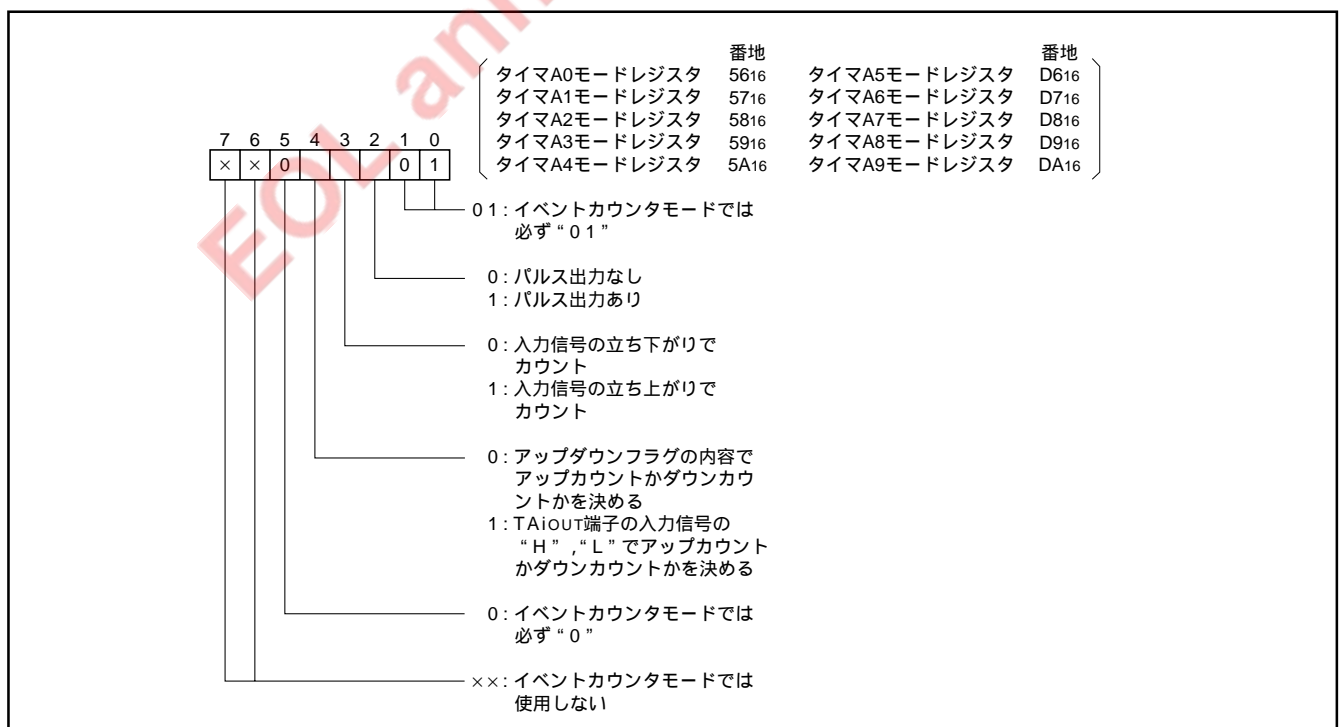 EOL ann
番地 番地
タイマA0モードレジスタ 5616 タイマA5モードレジスタ D616
タイマA1モードレジスタ 5716 タイマA6モードレジスタ D716
タイマA2モードレジスタ 5816 タイマA7モードレジスタ D816
タイマA3モードレジスタ 5916 タイマA8モードレジスタ D916
タイマA4モードレジスタ 5A16 タイマA9モードレジスタ DA16
7 6 5 4 3 2 1 0
× × 0 0 1
0 1 : イベントカウンタモードでは
必ず“0 1”
0 : パルス出力なし
1 : パルス出力あり
0 : 入力信号の立ち下がりで
カウント
1 : 入力信号の立ち上がりで
カウント
0 : アップダウンフラグの内容で
アップカウントかダウンカウ
ントかを決める
1 : TAiOUT端子の入力信号の
“H”,“L”でアップカウント
かダウンカウントかを決める
0 : イベントカウンタモードでは
必ず“0”
×× : イベントカウンタモードでは
使用しない